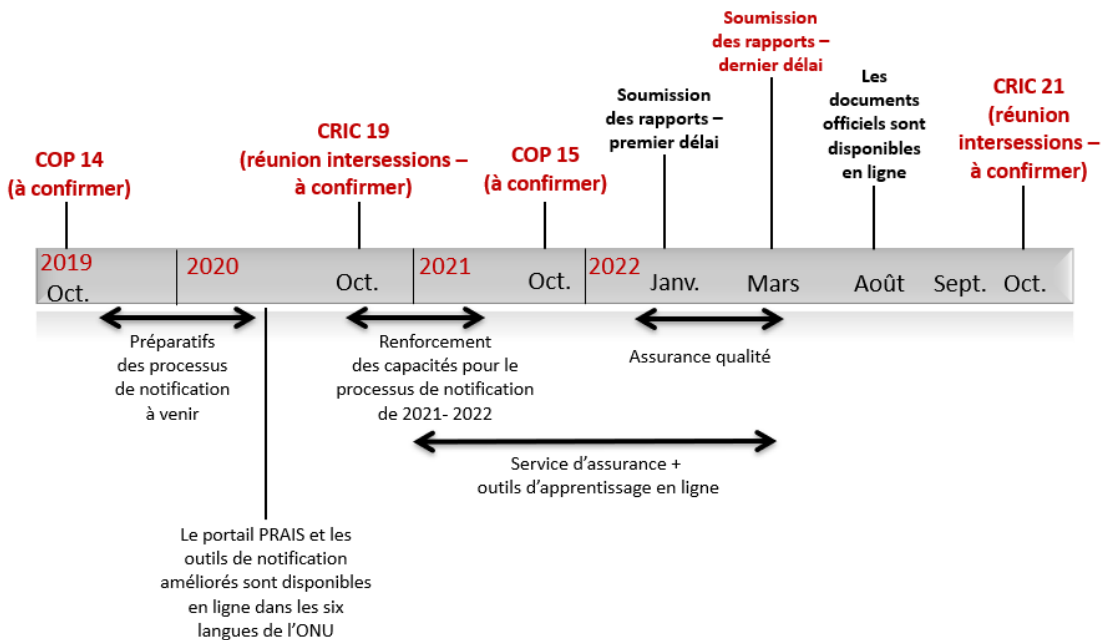 Soumission
des rapports –
dernier délai
Soumission
des rapports –
premier délai
Les
documents
officiels sont
disponibles
en ligne
CRIC 21
(réunion
intersessions –
à confirmer)
CRIC 19
(réunion intersessions –
à confirmer)
COP 15
(à confirmer)
COP 14
(à confirmer)
2019
Oct.
2020
Oct.
2021
Oct.
2022
Janv.
Mars
Août
Sept.
Oct.
Préparatifs
des processus
de notification
à venir
Renforcement
des capacités pour le
processus de notification
de 2021- 2022
Assurance qualité
Service d’assurance +
outils d’apprentissage en ligne
Le portail PRAIS et les
outils de notification
améliorés sont disponibles
en ligne dans les six
langues de l’ONU